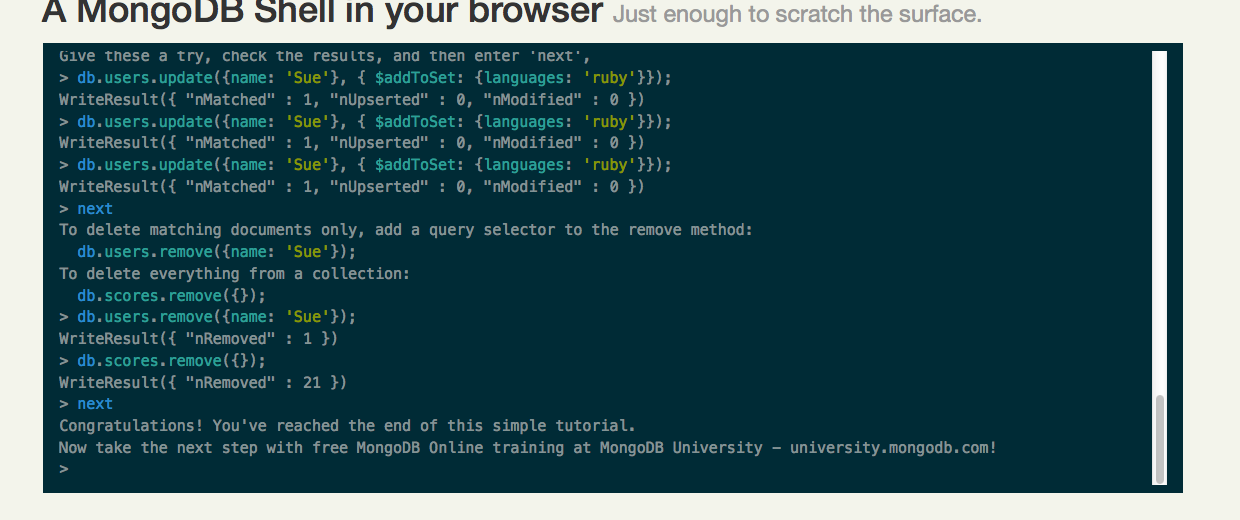 A MongoDB Shell in your browser Just enough to scratch the surface.
Give these a try, check the results, and then enter 'next',
> db.users.update({name: 'Sue'}, { $addToSet: {languages: 'ruby'}});
WriteResult({ "nMatched" : 1, "nUpserted" : 0, "nModified" : 0 })
> db.users.update({name: 'Sue'}, { $addToSet: {languages: 'ruby'}});
WriteResult({ "nMatched" : 1, "nUpserted" : 0, "nModified" : 0 })
> db.users.update({name: 'Sue'}, { $addToSet: {languages: 'ruby'}});
WriteResult({ "nMatched" : 1, "nUpserted" : 0, "nModified" : 0 })
> next
To delete matching documents only, add a query selector to the remove method:
  db.users.remove({name: 'Sue'});
To delete everything from a collection:
  db.scores.remove({});
> db.users.remove({name: 'Sue'});
WriteResult({ "nRemoved" : 1 })
> db.scores.remove({});
WriteResult({ "nRemoved" : 21 })
> next
Congratulations! You've reached the end of this simple tutorial.
Now take the next step with free MongoDB Online training at MongoDB University – university.mongodb.com!
>